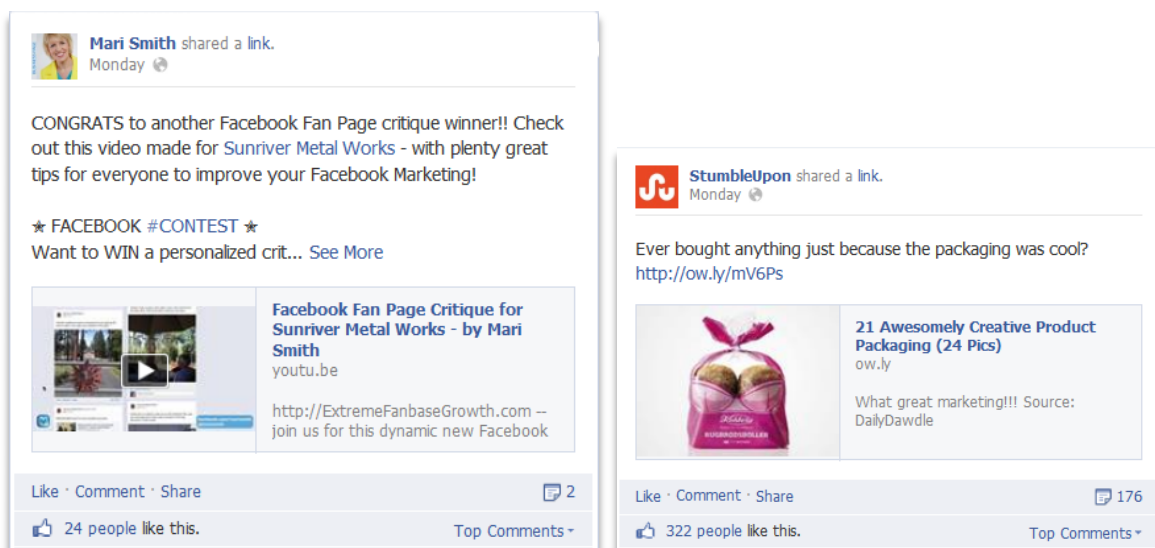 Mari Smith shared a link.
Monday
CONGRATS to another Facebook Fan Page critique winner!! Check
out this video made for Sunriver Metal Works - with plenty great
tips for everyone to improve your Facebook Marketing!
★ FACEBOOK #CONTEST ★
Want to WIN a personalized crit... See More
Facebook Fan Page Critique for
Sunriver Metal Works - by Mari
Smith
youtu.be
http://ExtremeFanbaseGrowth.com --
join us for this dynamic new Facebook
Like · Comment · Share 2
24 people like this. Top Comments
StumbleUpon shared a link.
Monday
Ever bought anything just because the packaging was cool?
http://ow.ly/mV6Ps
21 Awesomely Creative Product
Packaging (24 Pics)
ow.ly
What great marketing!!! Source:
DailyDawdle
Like · Comment · Share 176
322 people like this. Top Comments